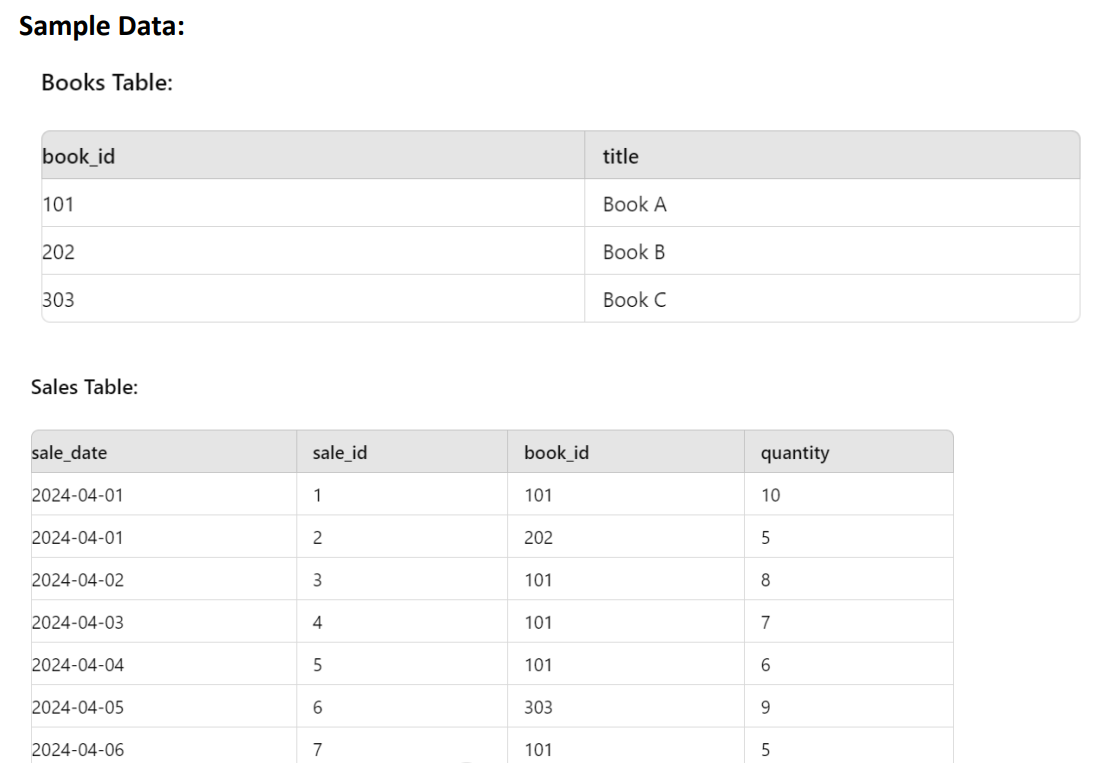 Sample Data:
Books Table:
book_id title
101 Book A
202 Book B
303 Book C
Sales Table:
sale_date sale_id book_id quantity
2024-04-01 1 101 10
2024-04-01 2 202 5
2024-04-02 3 101 8
2024-04-03 4 101 7
2024-04-04 5 101 6
2024-04-05 6 303 9
2024-04-06 7 101 5